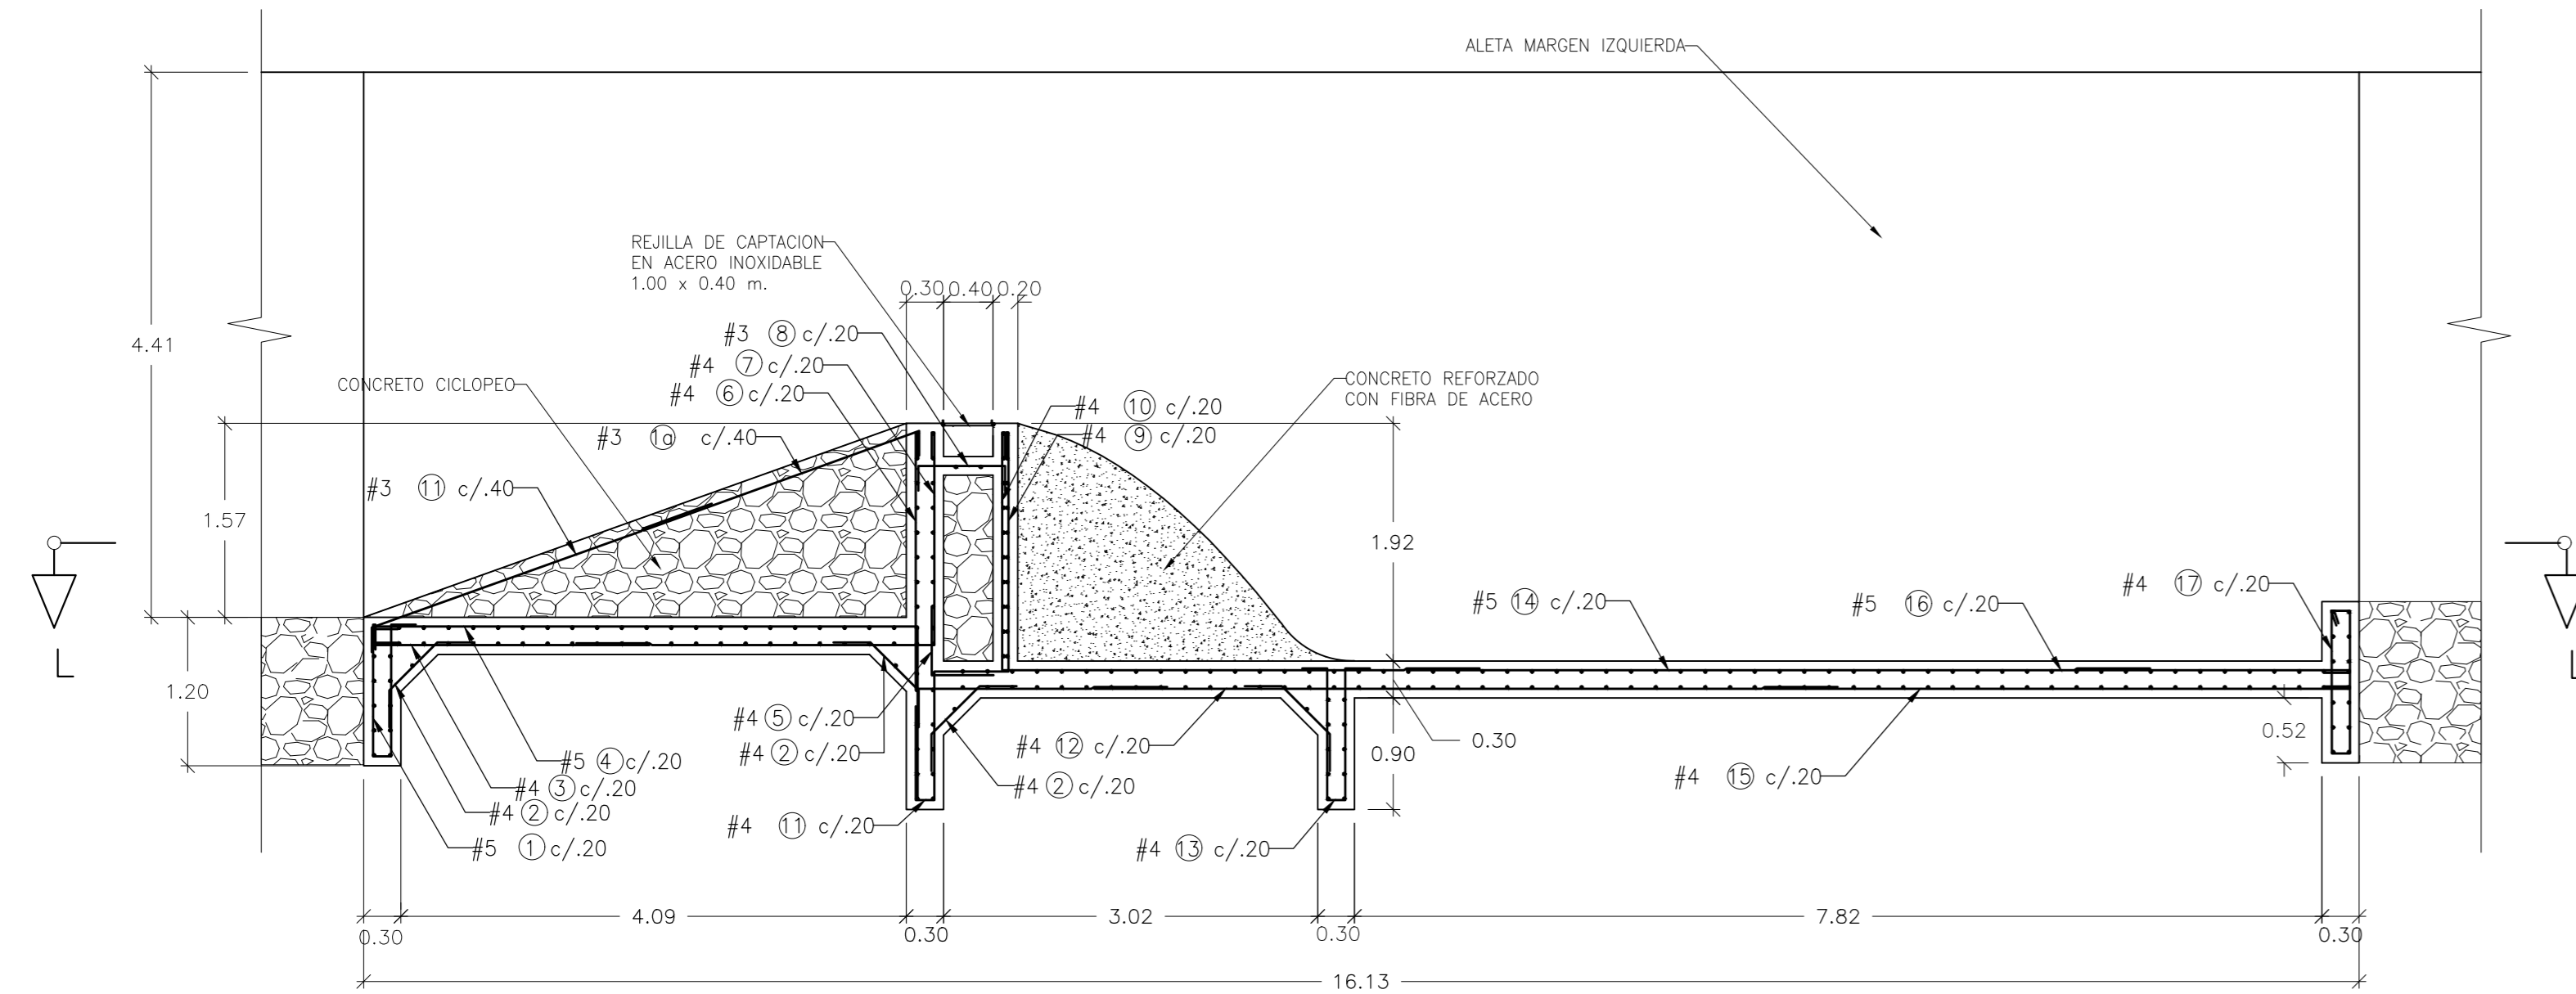 ALETA MARGEN IZQUIERDA
REJILLA DE CAPTACION
EN ACERO INOXIDABLE
1.00 x 0.40 m.
0.30
0.40
0.20
#3 8 c/.20
#4 7 c/.20
#4 6 c/.20
4.41
CONCRETO CICLOPEO
CONCRETO REFORZADO
CON FIBRA DE ACERO
#4 10 c/.20
#4 9 c/.20
#3 1a c/.40
#3 11 c/.40
1.57
1.92
#4 17 c/.20
#5 14 c/.20
#5 16 c/.20
L
L
1.20
#4 5 c/.20
#4 2 c/.20
#4 12 c/.20
0.30
0.52
0.90
#5 4 c/.20
#4 3 c/.20
#4 2 c/.20
#5 1 c/.20
#4 2 c/.20
#4 15 c/.20
#4 11 c/.20
#4 13 c/.20
4.09
3.02
7.82
0.30
0.30
0.30
0.30
16.13